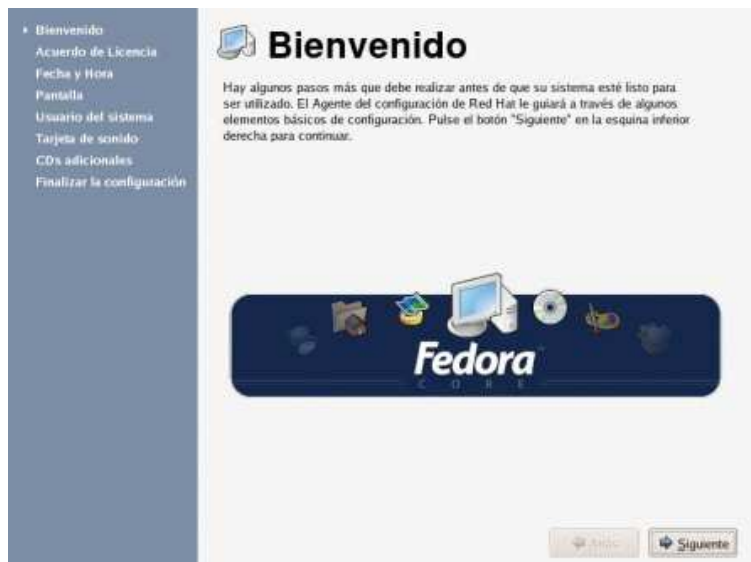 Bienvenido
Acuerdo de Licencia
Fecha y Hora
Pantalla
Usuario del sistema
Tarjeta de sonido
CDs adicionales
Finalizar la configuración
Bienvenido
Hay algunos pasos más que debe realizar antes de que su sistema esté listo para
ser utilizado. El Agente del configuración de Red Hat le guiará a través de algunos
elementos básicos de configuración. Pulse el botón "Siguiente" en la esquina inferior
derecha para continuar.
Fedora
CORE
Atrás
Siguiente